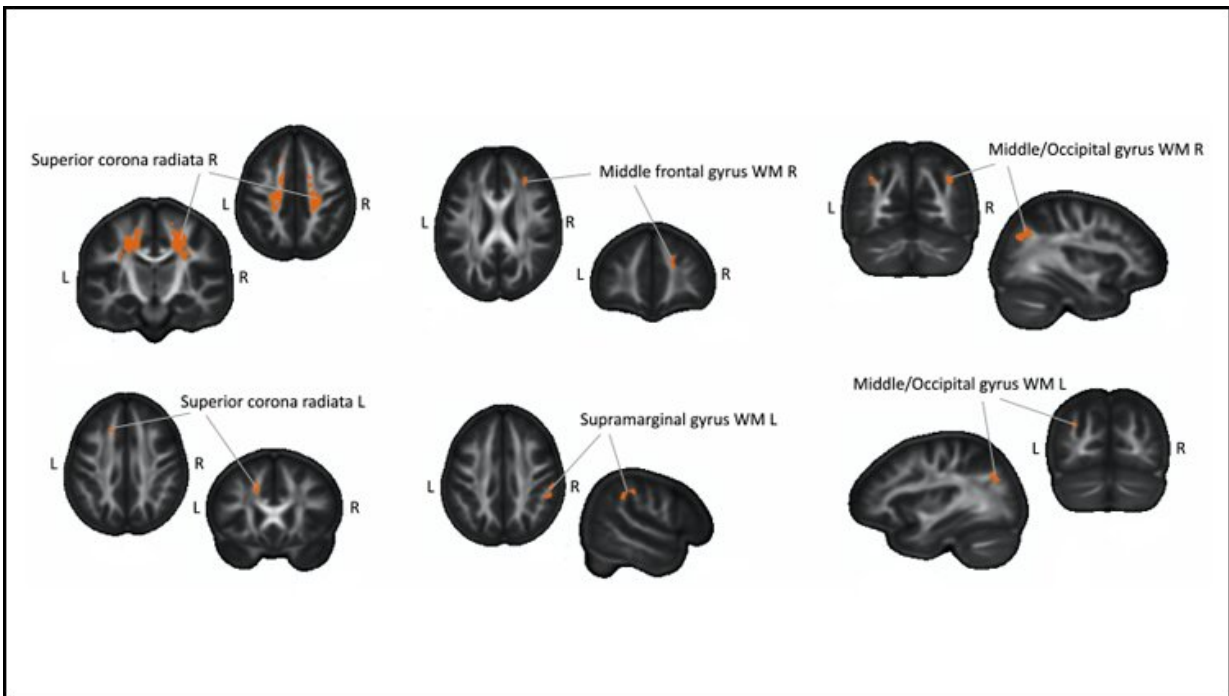 Superior corona radiata R
L
R
L
R
Middle frontal gyrus WM R
L
R
L
R
Middle/Occipital gyrus WM R
L
R
Superior corona radiata L
L
R
L
R
Supramarginal gyrus WM L
L
R
Middle/Occipital gyrus WM L
L
R